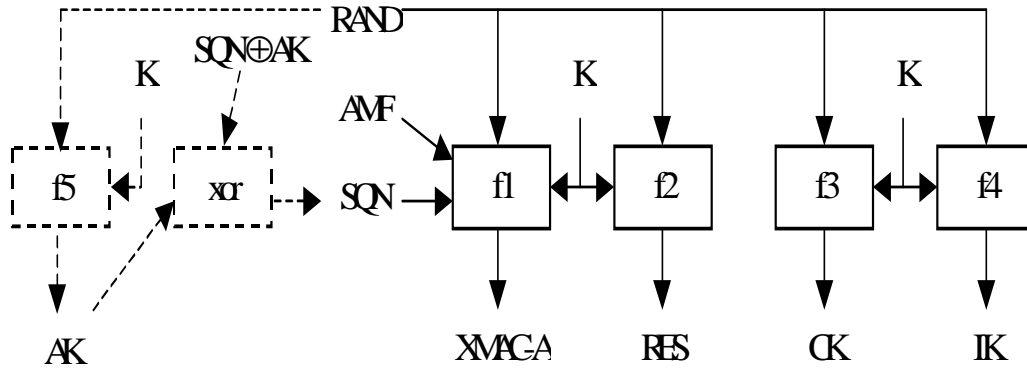 RAND
SQN⊕AK
K
K
K
AMF
f5
xor
SQN
f1
f2
f3
f4
AK
XMAC-A
RES
CK
IK